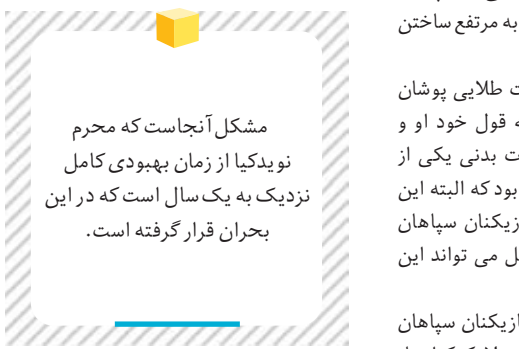 مشکل آنجاست که محرم
نویدکیا از زمان بهبودی کامل
نزدیک به یک سال است که در این
بحران قرار گرفته است.
به مرتفع ساختن
طلایی پوشان
قول خود او و
بدنی یکی از
بود که البته این
سپاهان
می تواند این
سپاهان